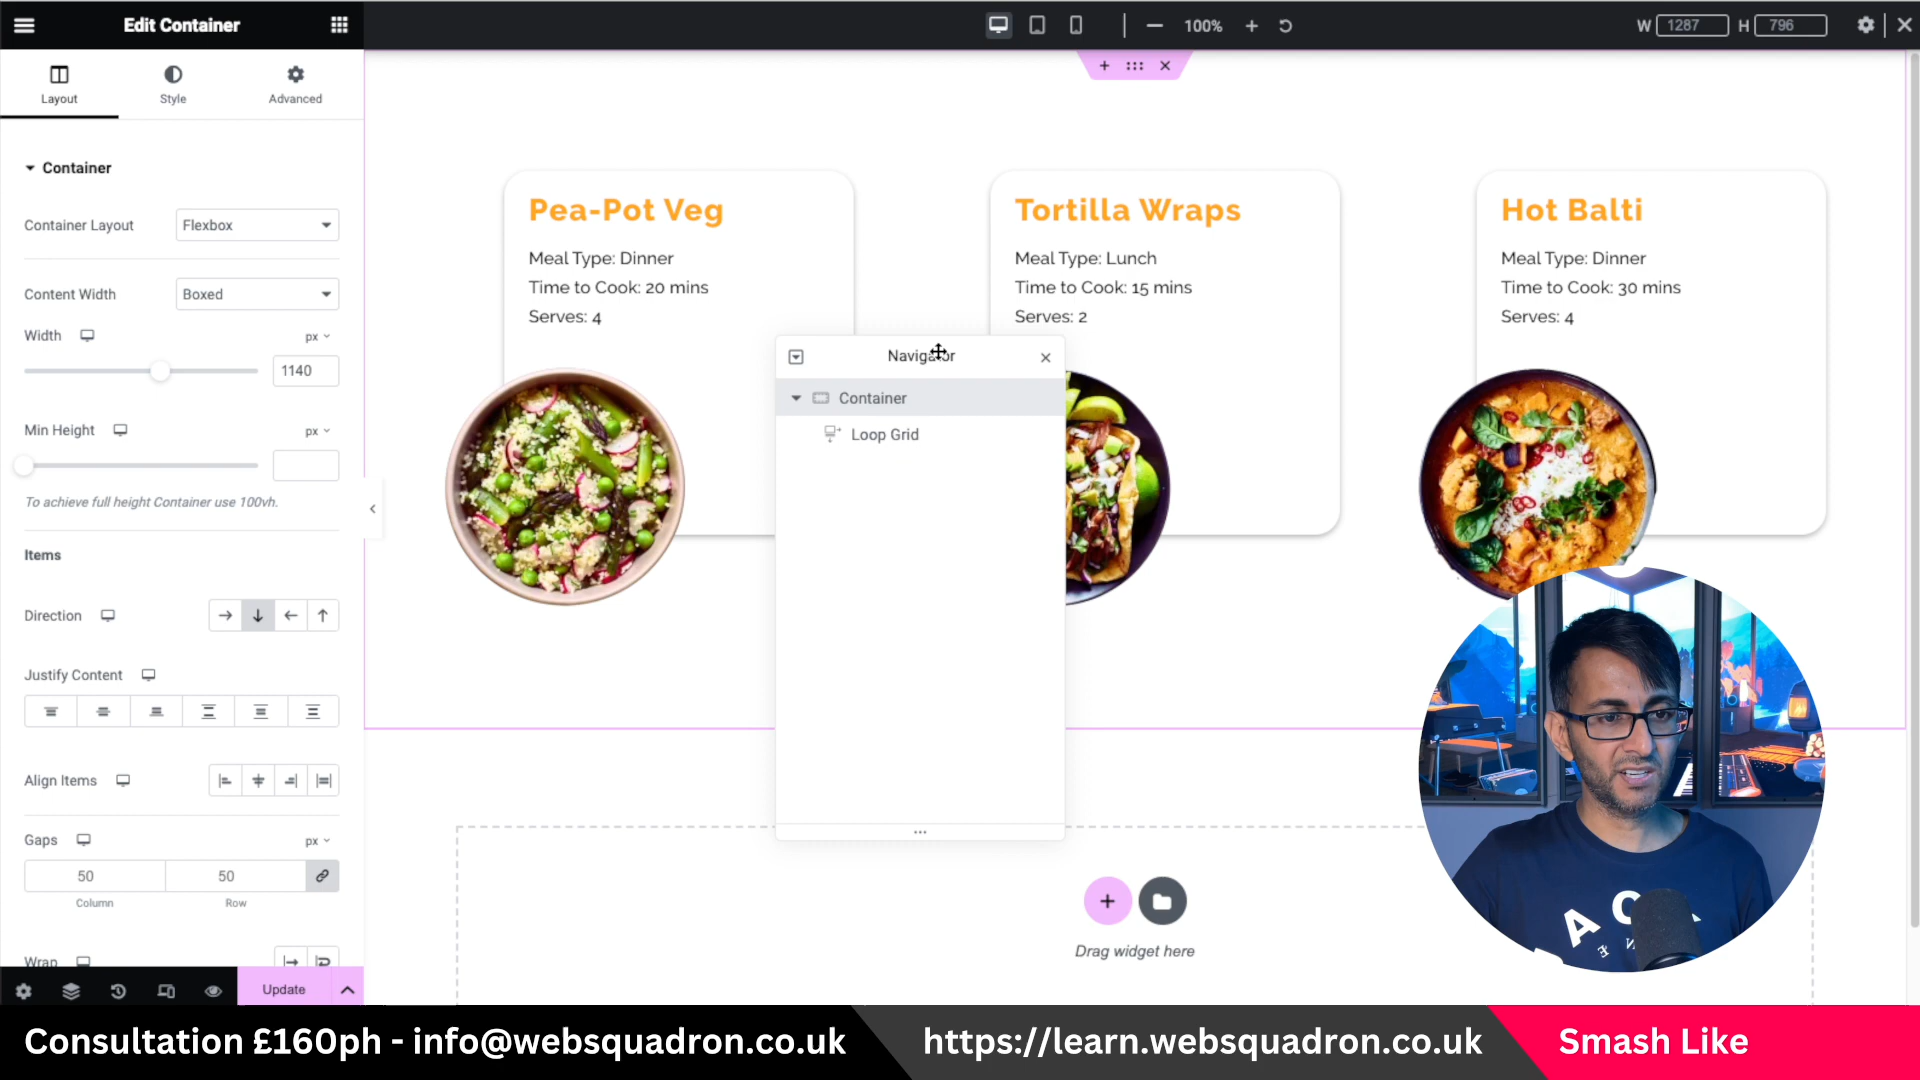 Edit Container
100%
W 1287 H 796
Layout
Style
Advanced
Container
Container Layout
Flexbox
Content Width
Boxed
Width
px
1140
Min Height
px
To achieve full height Container use 100vh.
Items
Direction
Justify Content
Align Items
Gaps
px
50
50
Column
Row
Wrap
Update
Pea-Pot Veg
Meal Type: Dinner
Time to Cook: 20 mins
Serves: 4
Tortilla Wraps
Meal Type: Lunch
Time to Cook: 15 mins
Serves: 2
Hot Balti
Meal Type: Dinner
Time to Cook: 30 mins
Serves: 4
Navigator
Container
Loop Grid
Drag widget here
Consultation £160ph - info@websquadron.co.uk
https://learn.websquadron.co.uk
Smash Like